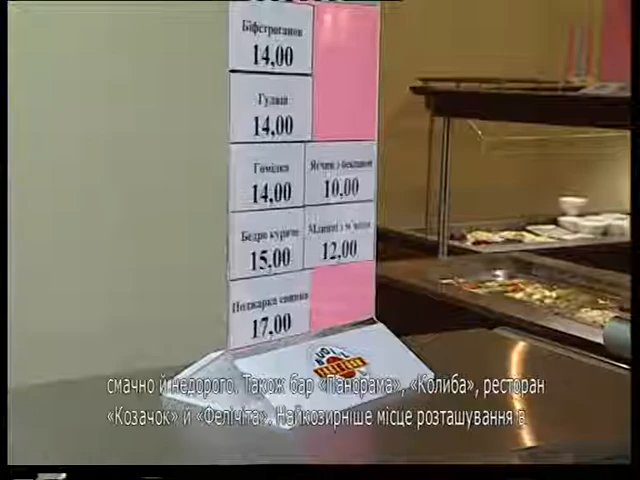 Біфстроганов
14,00
Гуляш
14,00
Гомілка
14,00
Яєчня з беконом
10,00
Бедро куряче
15,00
Млинці з м'ясом
12,00
Поджарка свинна
17,00
смачно й недорого. Також бар «Панорама», «Колиба», ресторан
«Козачок» й «Фелічіта». Найкозирніше місце розташування в